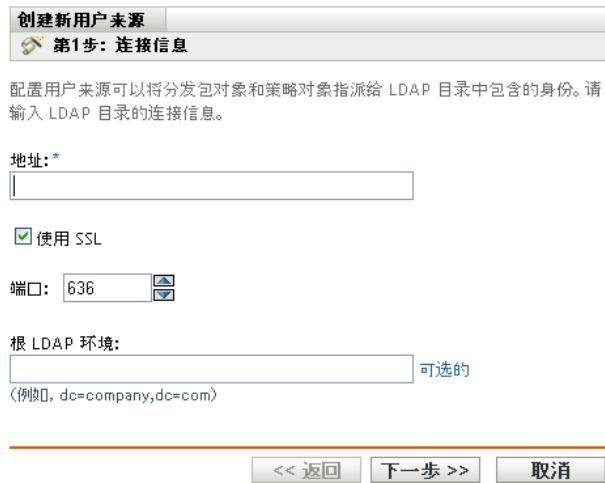 创建新用户来源
第1步: 连接信息
配置用户来源可以将分发包对象和策略对象指派给 LDAP 目录中包含的身份。请
输入 LDAP 目录的连接信息。
地址:*
使用 SSL
端口: 636
根 LDAP 环境:
可选的
(例如, dc=company,dc=com)
<< 返回 下一步 >> 取消